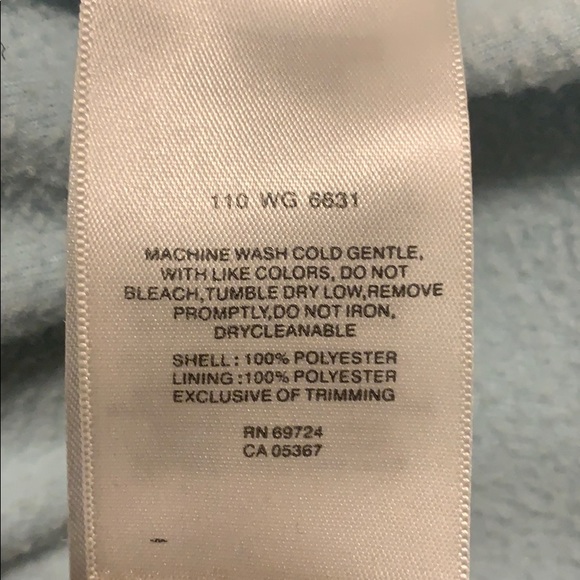 110 WG 6631
MACHINE WASH COLD GENTLE,
WITH LIKE COLORS, DO NOT
BLEACH,TUMBLE DRY LOW,REMOVE
PROMPTLY,DO NOT IRON,
DRYCLEANABLE
SHELL: 100% POLYESTER
LINING:100% POLYESTER
EXCLUSIVE OF TRIMMING
RN 69724
CA 05367